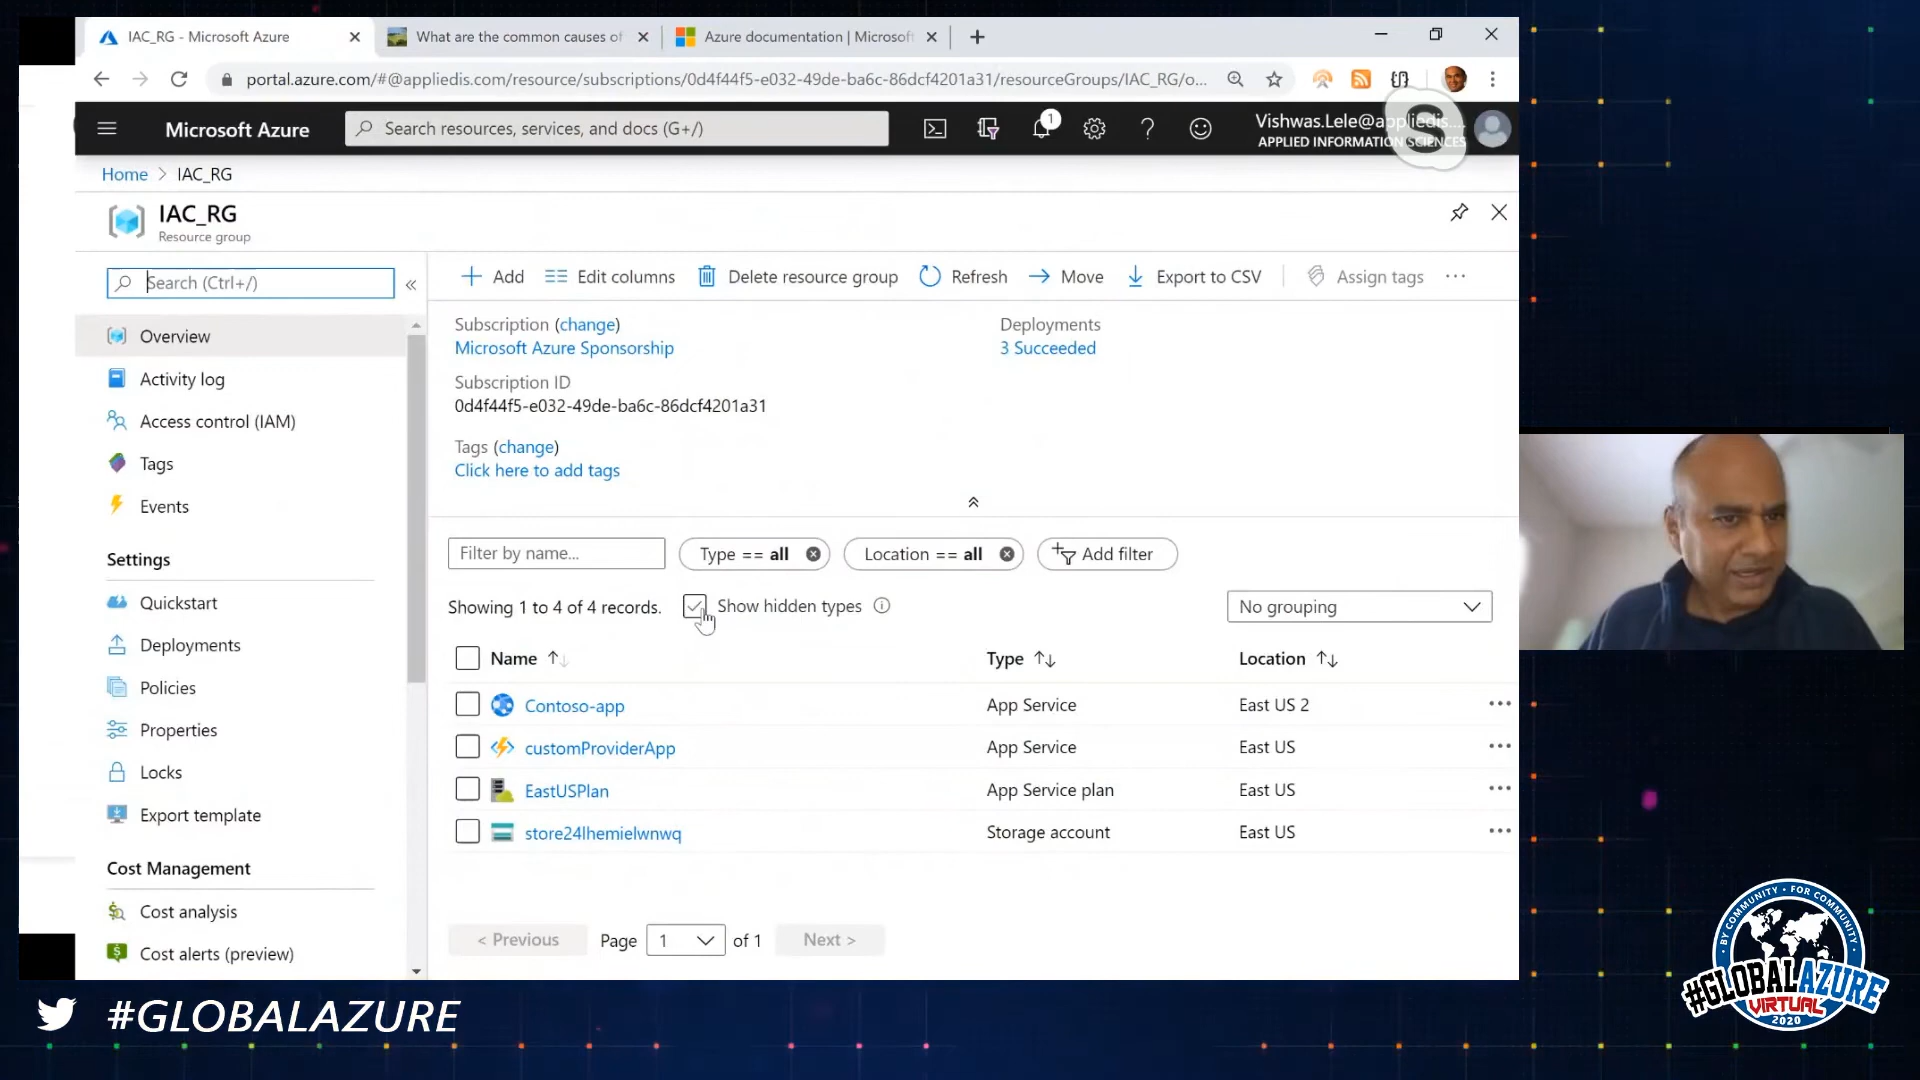 IAC_RG - Microsoft Azure
What are the common causes of
Azure documentation | Microsoft
portal.azure.com/#@appliedis.com/resource/subscriptions/0d4f44f5-e032-49de-ba6c-86dcf4201a31/resourceGroups/IAC_RG/o...
Microsoft Azure
Search resources, services, and docs (G+/)
1
Vishwas.Lele@appliedis....
APPLIED INFORMATION SCIENCES
S
Home > IAC_RG
IAC_RG
Resource group
Search (Ctrl+/)
«
Add
Edit columns
Delete resource group
Refresh
Move
Export to CSV
Assign tags
...
Overview
Activity log
Access control (IAM)
Tags
Events
Settings
Quickstart
Deployments
Policies
Properties
Locks
Export template
Cost Management
Cost analysis
Cost alerts (preview)
Subscription (change)
Microsoft Azure Sponsorship
Subscription ID
0d4f44f5-e032-49de-ba6c-86dcf4201a31
Tags (change)
Click here to add tags
Deployments
3 Succeeded
Filter by name...
Type == all
Location == all
Add filter
Showing 1 to 4 of 4 records.
Show hidden types
No grouping
Name
Type
Location
Contoso-app
App Service
East US 2
customProviderApp
App Service
East US
EastUSPlan
App Service plan
East US
store24lhemielwnwq
Storage account
East US
< Previous
Page 1 of 1
Next >
#GLOBALAZURE
BY COMMUNITY • FOR COMMUNITY
#GLOBALAZURE
VIRTUAL
2020